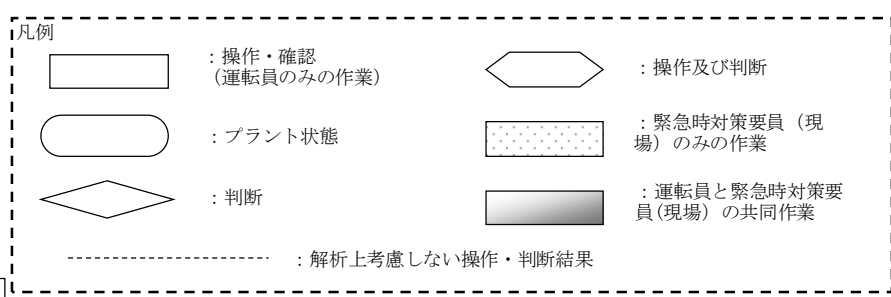 凡例
：操作・確認
(運転員のみの作業)
：操作及び判断
：プラント状態
：緊急時対策要員（現
場）のみの作業
：判断
：運転員と緊急時対策要
員(現場）の共同作業
：解析上考慮しない操作・判断結果